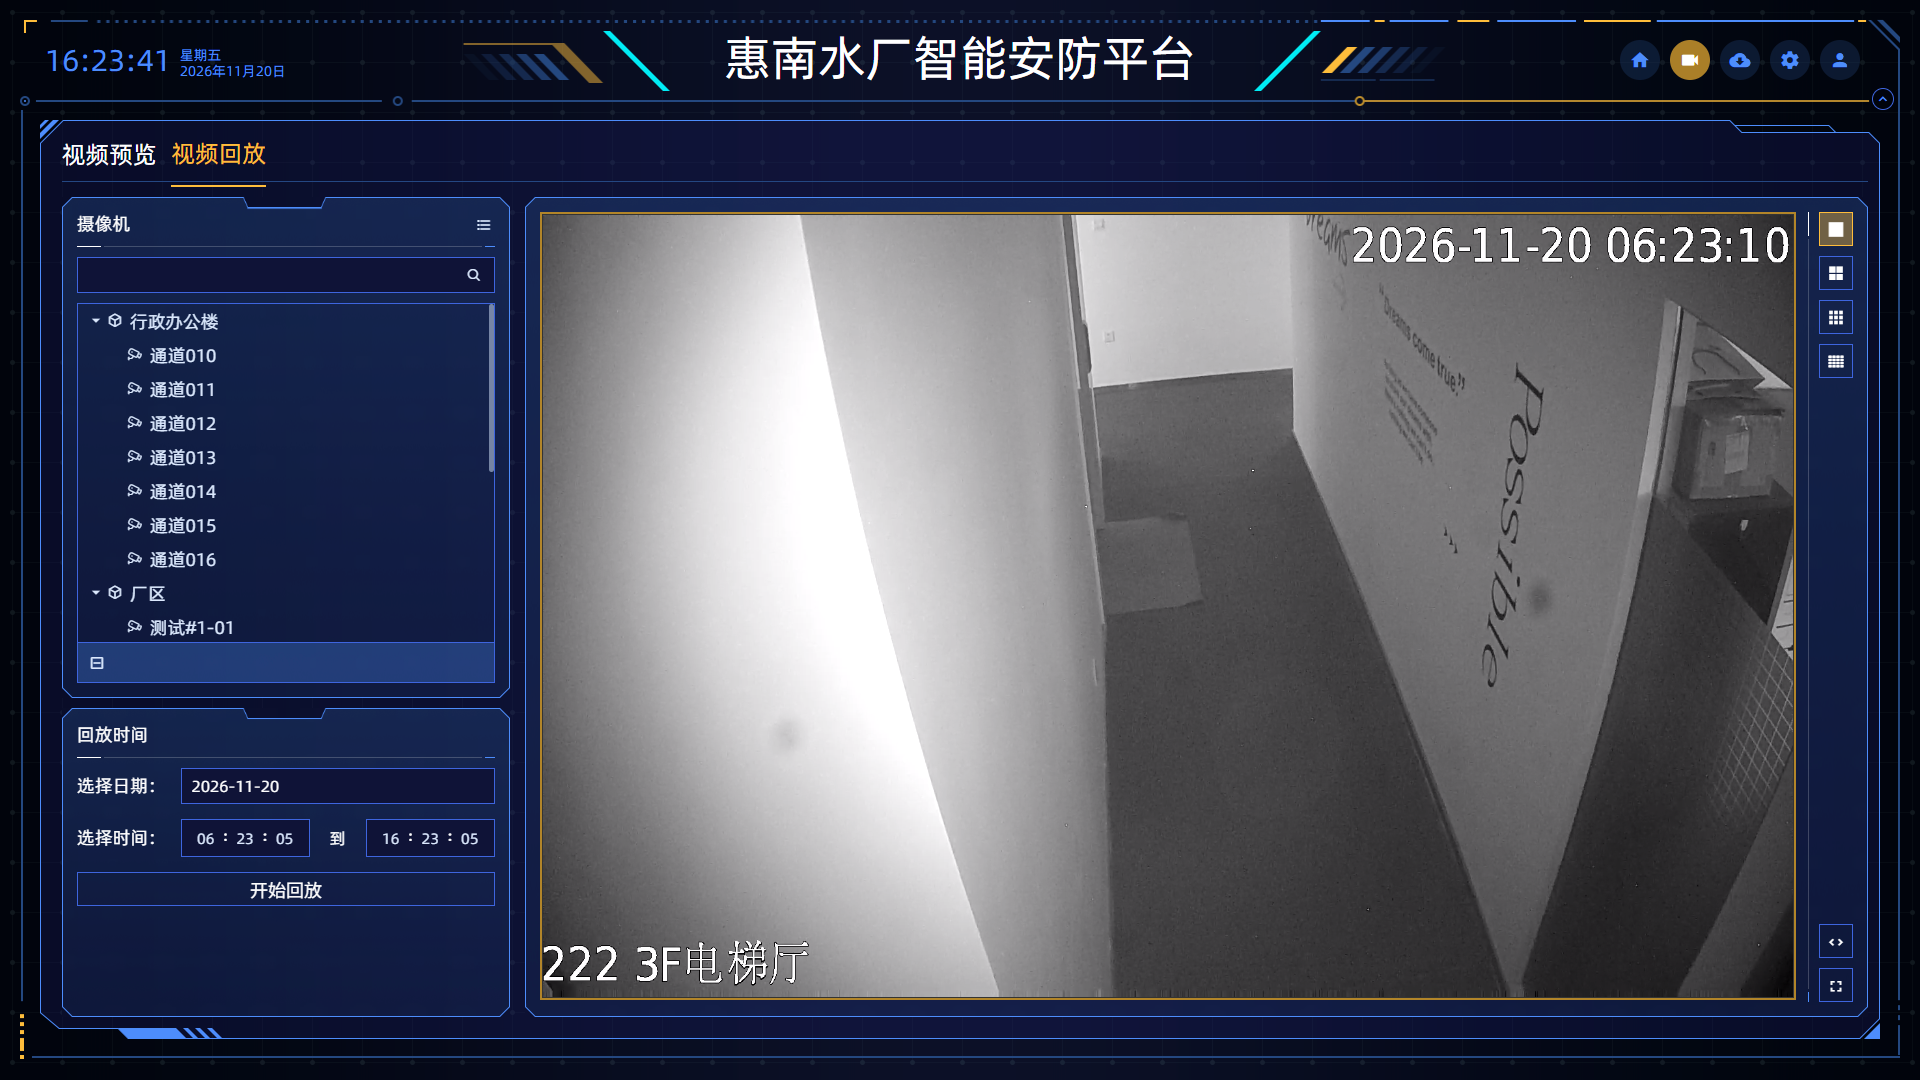 16:23:41
星期五
2026年11月20日
惠南水厂智能安防平台
视频预览 视频回放
摄像机
行政办公楼
通道010
通道011
通道012
通道013
通道014
通道015
通道016
厂区
测试#1-01
回放时间
选择日期： 2026-11-20
选择时间： 06 : 23 : 05 到 16 : 23 : 05
开始回放
2026-11-20 06:23:10
dreams
"Dreams come true."
Possible
222 3F电梯厅